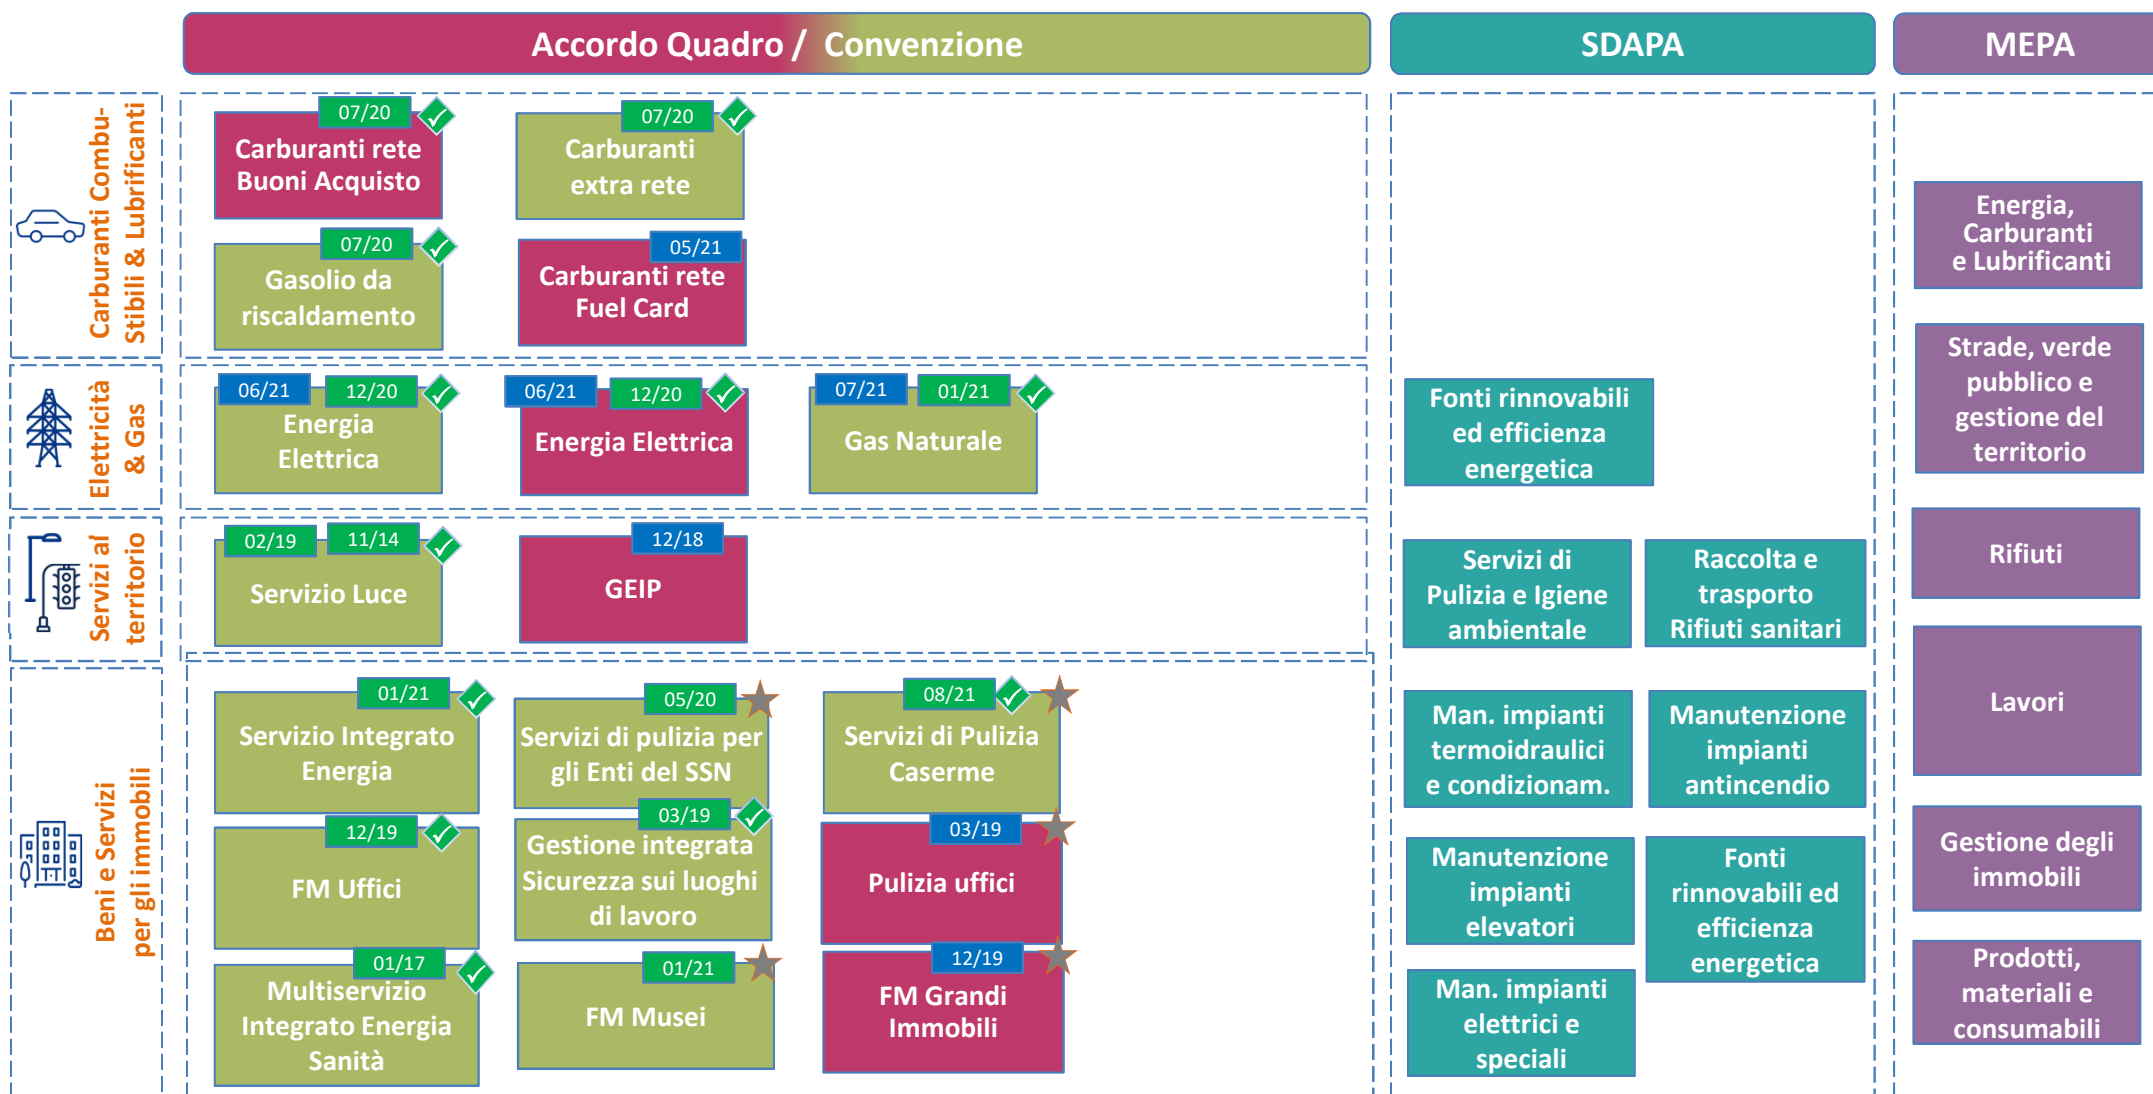 Accordo Quadro / Convenzione
SDAPA
MEPA
Carburanti Combu-
Stibili & Lubrificanti
07/20
Carburanti rete
Buoni Acquisto
07/20
Carburanti
extra rete
07/20
Gasolio da
riscaldamento
05/21
Carburanti rete
Fuel Card
Elettricità
& Gas
06/21
12/20
Energia
Elettrica
06/21
12/20
Energia Elettrica
07/21
01/21
Gas Naturale
Servizi al
territorio
02/19
11/14
Servizio Luce
12/18
GEIP
Beni e Servizi
per gli immobili
01/21
Servizio Integrato
Energia
05/20
Servizi di pulizia per
gli Enti del SSN
08/21
Servizi di Pulizia
Caserme
12/19
FM Uffici
03/19
Gestione integrata
Sicurezza sui luoghi
di lavoro
03/19
Pulizia uffici
01/17
Multiservizio
Integrato Energia
Sanità
01/21
FM Musei
12/19
FM Grandi
Immobili
Fonti rinnovabili
ed efficienza
energetica
Servizi di
Pulizia e Igiene
ambientale
Raccolta e
trasporto
Rifiuti sanitari
Man. impianti
termoidraulici
e condizionam.
Manutenzione
impianti
antincendio
Manutenzione
impianti
elevatori
Fonti
rinnovabili ed
efficienza
energetica
Man. impianti
elettrici e
speciali
Energia,
Carburanti
e Lubrificanti
Strade, verde
pubblico e
gestione del
territorio
Rifiuti
Lavori
Gestione degli
immobili
Prodotti,
materiali e
consumabili